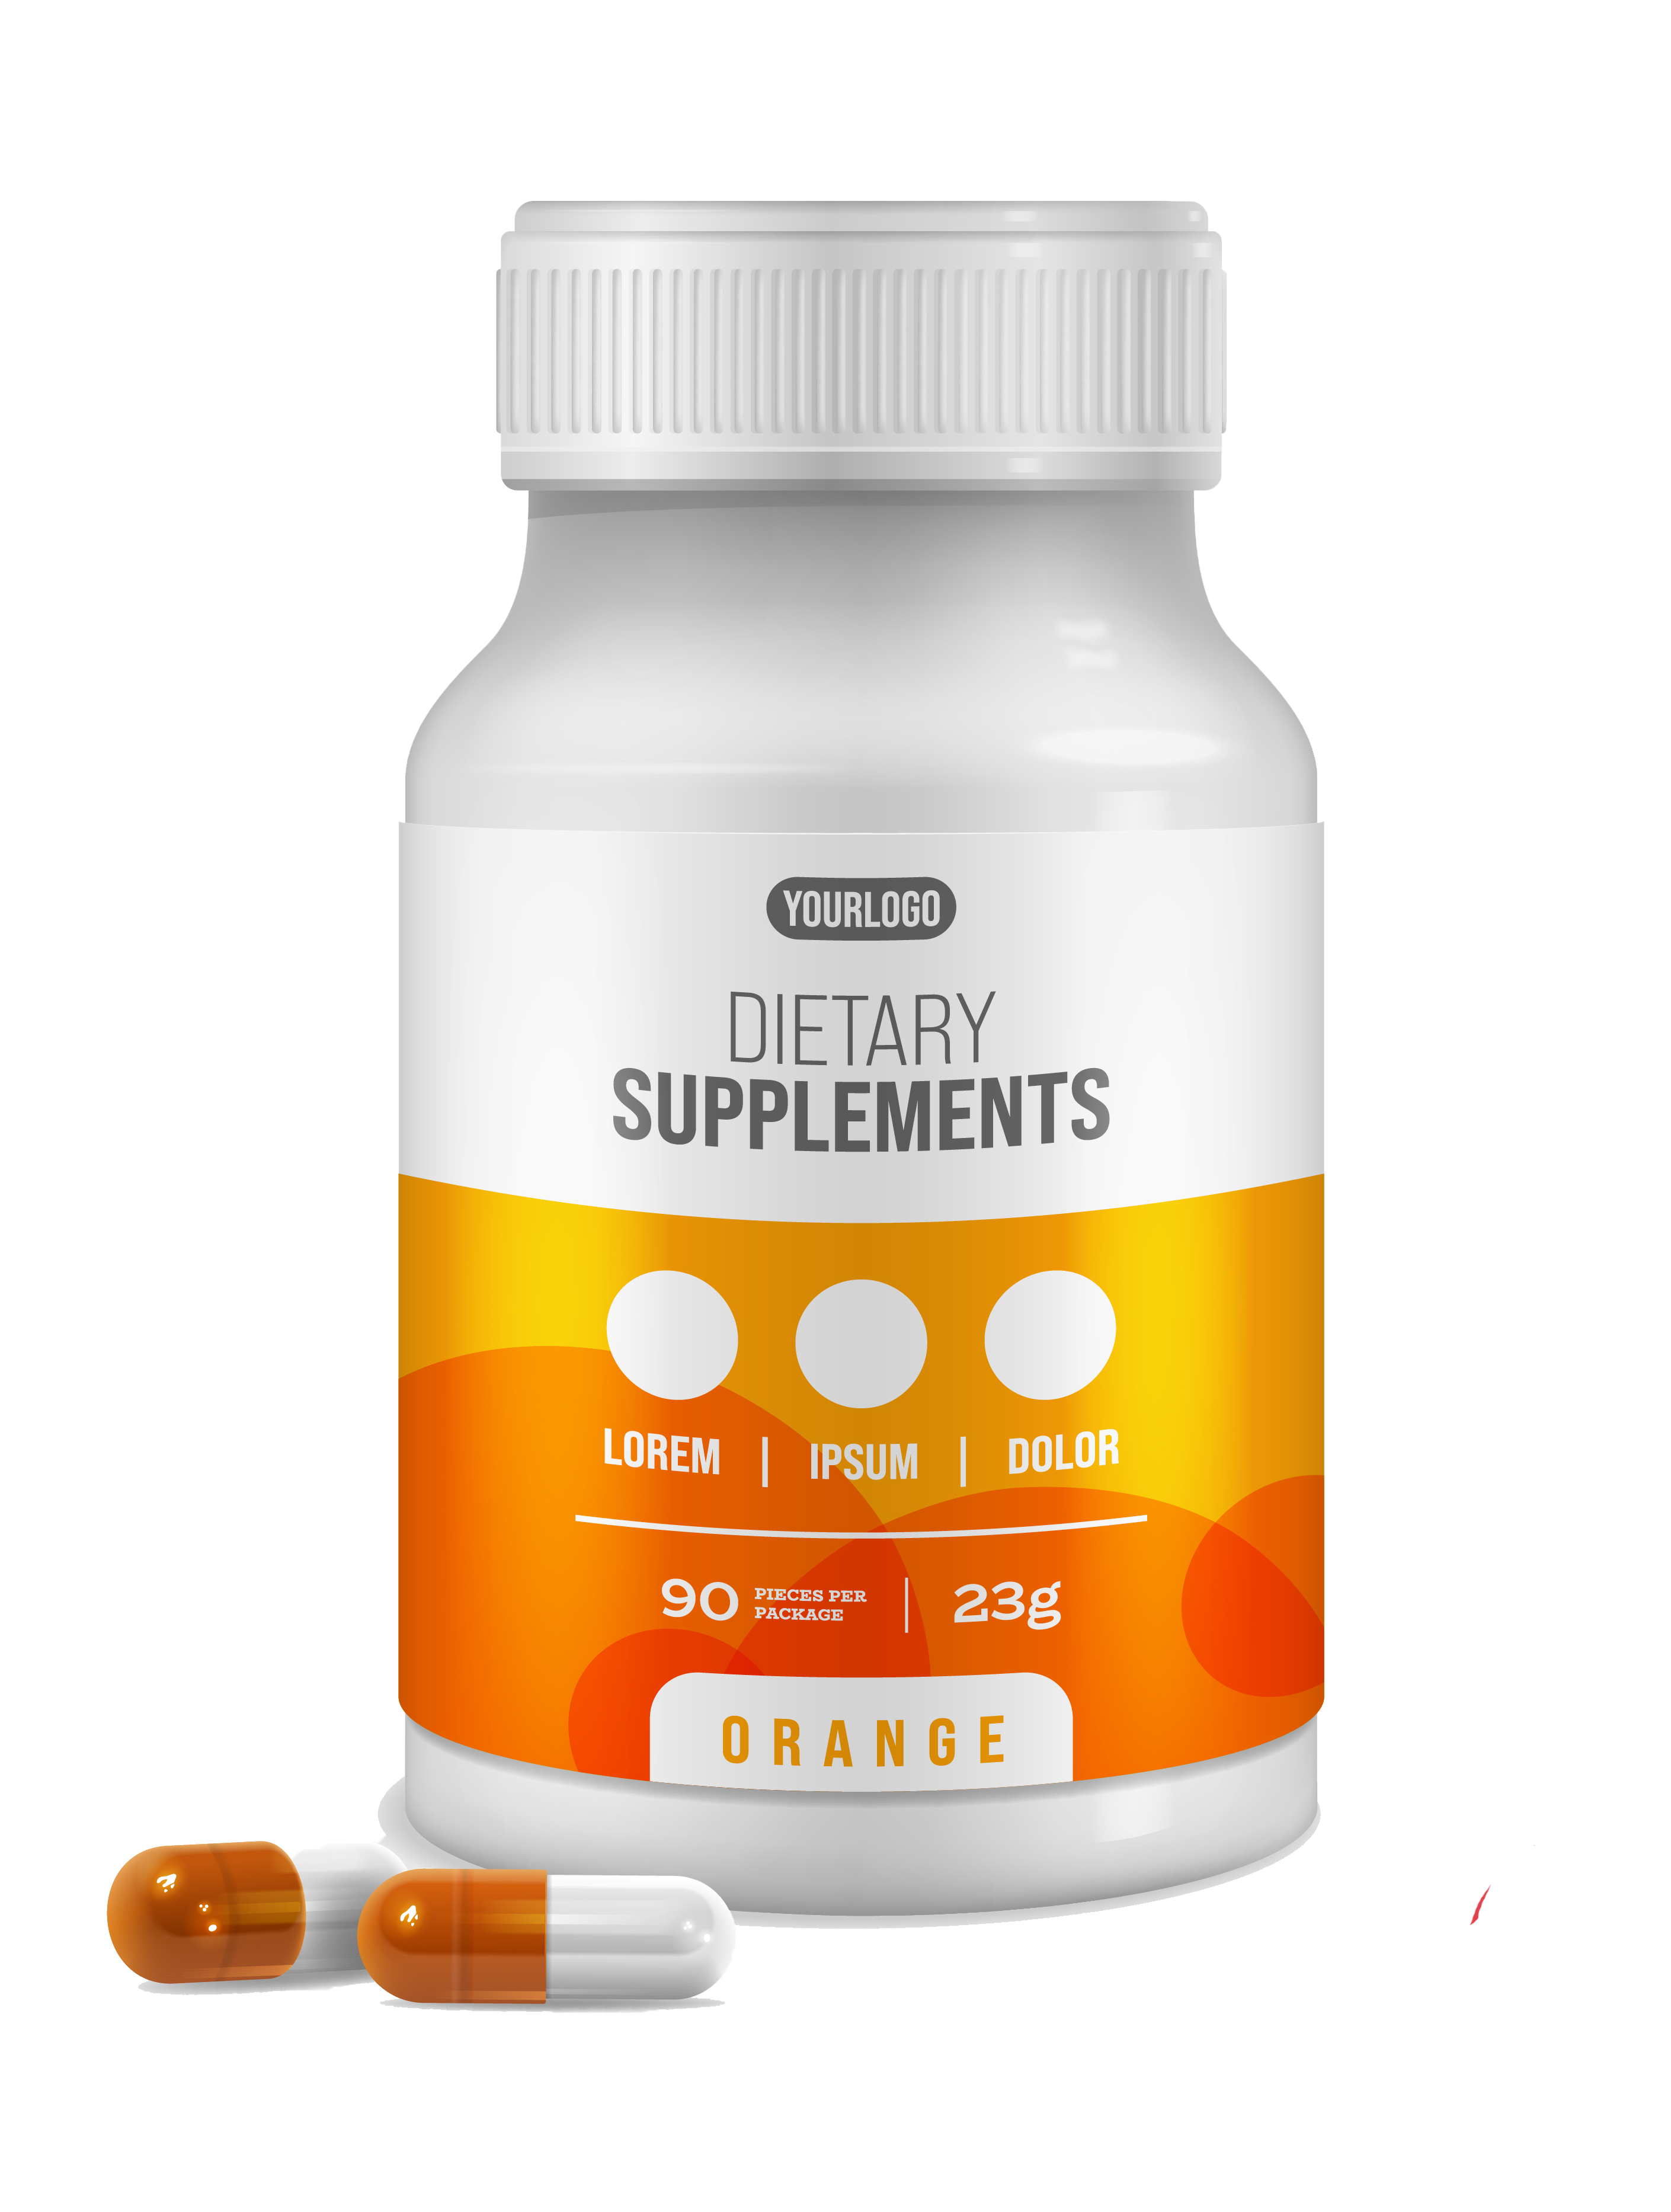 YOURLOGO
DIETARY
SUPPLEMENTS
LOREM | IPSUM | DOLOR
90 PIECES PER PACKAGE | 23g
ORANGE